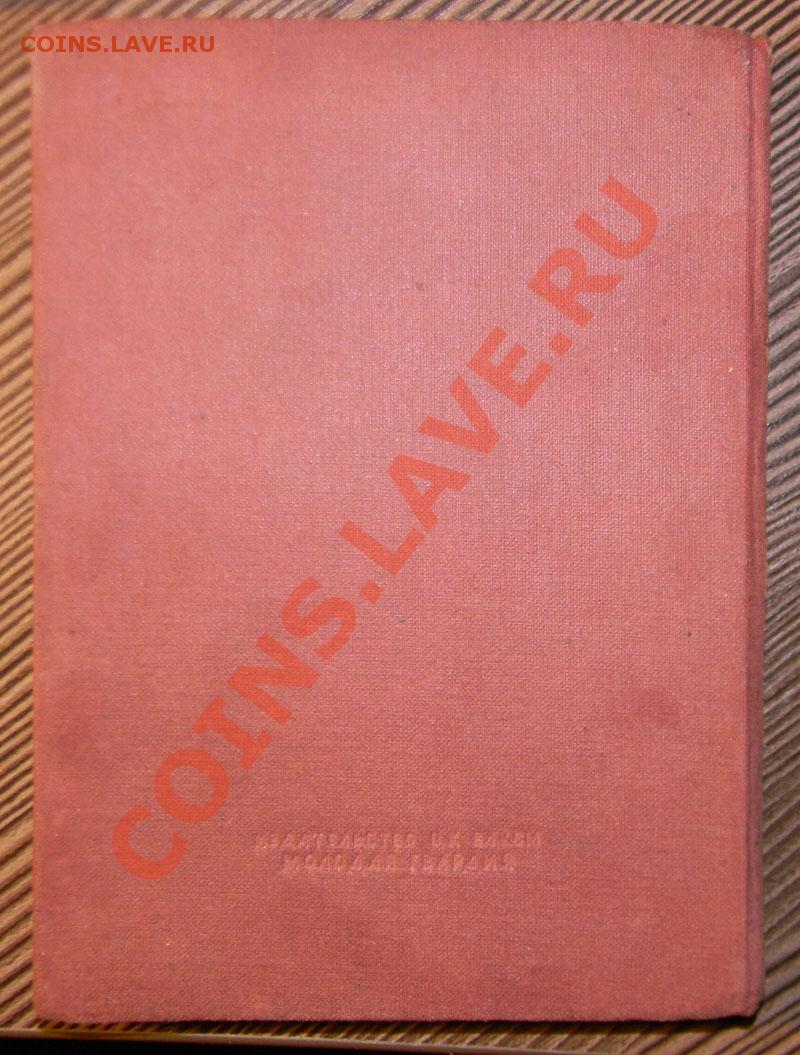 COINS.LAVE.RU
COINS.LAVE.RU
ИЗДАТЕЛЬСТВО ЦК ВЛКСМ
МОЛОДАЯ ГВАРДИЯ